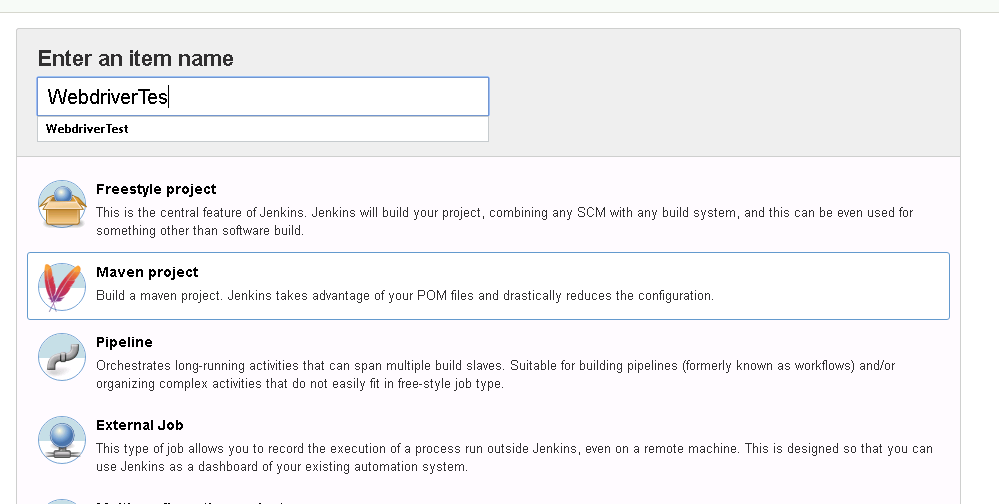 Enter an item name
WebdriverTes
WebdriverTest
Freestyle project
This is the central feature of Jenkins. Jenkins will build your project, combining any SCM with any build system, and this can be even used for
something other than software build.
Maven project
Build a maven project. Jenkins takes advantage of your POM files and drastically reduces the configuration.
Pipeline
Orchestrates long-running activities that can span multiple build slaves. Suitable for building pipelines (formerly known as workflows) and/or
organizing complex activities that do not easily fit in free-style job type.
External Job
This type of job allows you to record the execution of a process run outside Jenkins, even on a remote machine. This is designed so that you can
use Jenkins as a dashboard of your existing automation system.